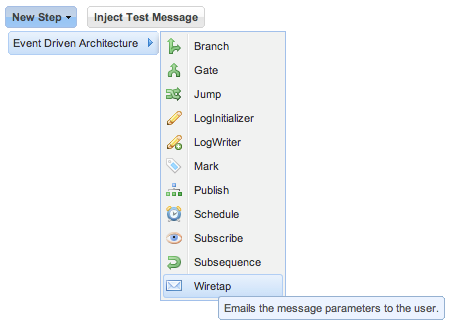 New Step
Inject Test Message
Event Driven Architecture
Branch
Gate
Jump
LogInitializer
LogWriter
Mark
Publish
Schedule
Subscribe
Subsequence
Wiretap
Emails the message parameters to the user.